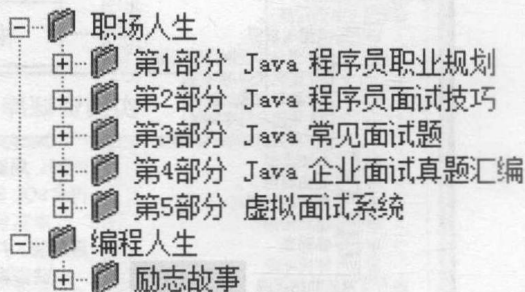 职场人生
第1部分 Java 程序员职业规划
第2部分 Java 程序员面试技巧
第3部分 Java 常见面试题
第4部分 Java 企业面试真题汇编
第5部分 虚拟面试系统
编程人生
励志故事